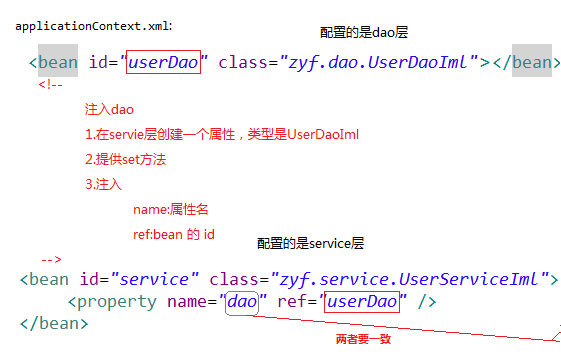 applicationContext.xml:
配置的是dao层
<bean id="userDao" class="zyf.dao.UserDaoIml"></bean>
<!--
注入dao
1.在servie层创建一个属性，类型是UserDaoIml
2.提供set方法
3.注入
name:属性名
ref:bean 的 id
配置的是service层
-->
<bean id="service" class="zyf.service.UserServiceIml">
<property name="dao" ref="userDao" />
</bean>
两者要一致